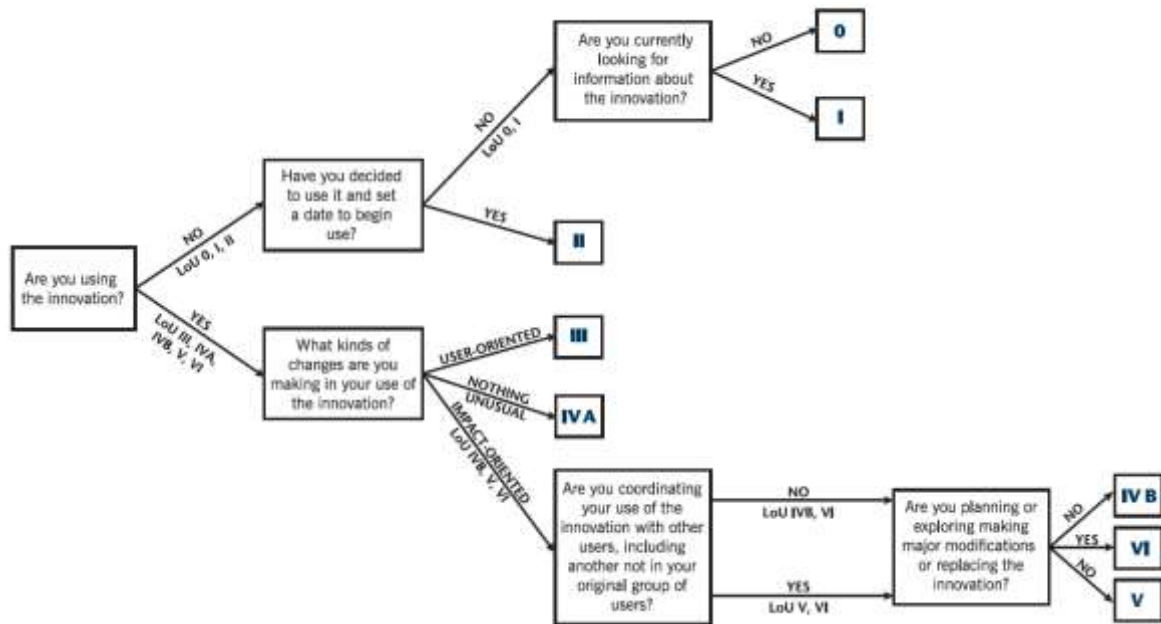 Are you currently
looking for
information about
the innovation?
NO
0
YES
I
NO
LoU 0, I
Have you decided
to use it and set
a date to begin
use?
YES
II
NO
LoU 0, I, II
Are you using
the innovation?
YES
LoU III, IVA,
IVB, V, VI
What kinds of
changes are you
making in your use of
the innovation?
USER-ORIENTED
III
NOTHING
UNUSUAL
IV A
IMPACT-ORIENTED
LoU IVB, V, VI
Are you coordinating
your use of the
innovation with other
users, including
another not in your
original group of
users?
NO
LoU IVB, VI
YES
LoU V, VI
Are you planning or
exploring making
major modifications
or replacing the
innovation?
NO
IV B
YES
VI
NO
V